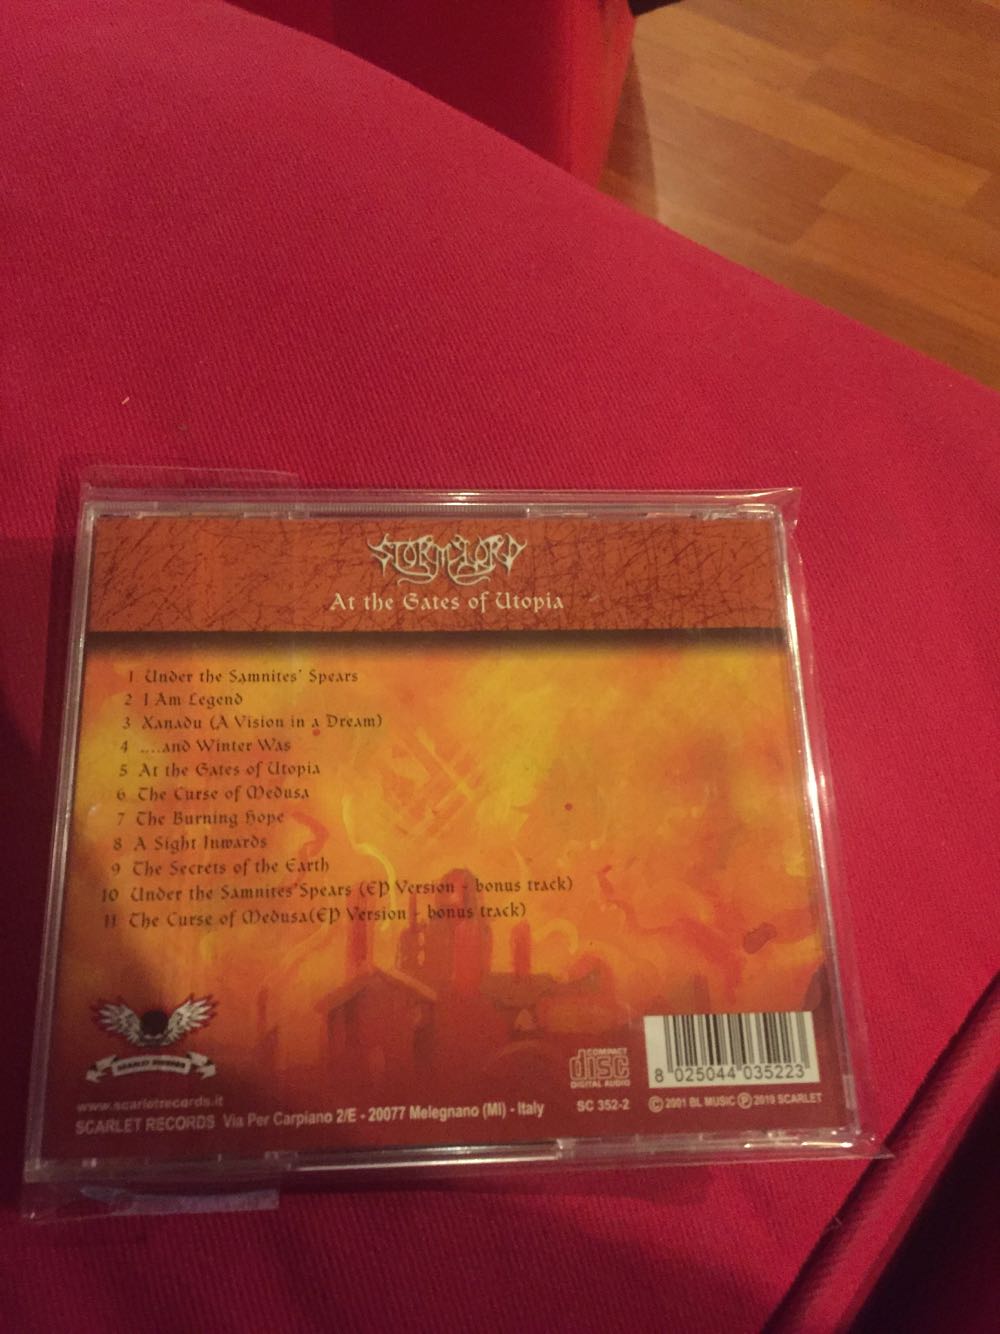 STORMLORD
At the Gates of Utopia
1 Under the Samnites' Spears
2 I Am Legend
3 Xanadu (A Vision in a Dream)
4 ....and Winter Was
5 At the Gates of Utopia
6 The Curse of Medusa
7 The Burning Hope
8 A Sight Inwards
9 The Secrets of the Earth
10 Under the Samnites'Spears (EP Version - bonus track)
11 The Curse of Medusa(EP Version - bonus track)
SCARLET RECORDS
www.scarletrecords.it
SCARLET RECORDS Via Per Carpiano 2/E - 20077 Melegnano (MI) - Italy
COMPACT
disc
DIGITAL AUDIO
SC 352-2
8 025044 035223
©2001 BL MUSIC ℗2019 SCARLET